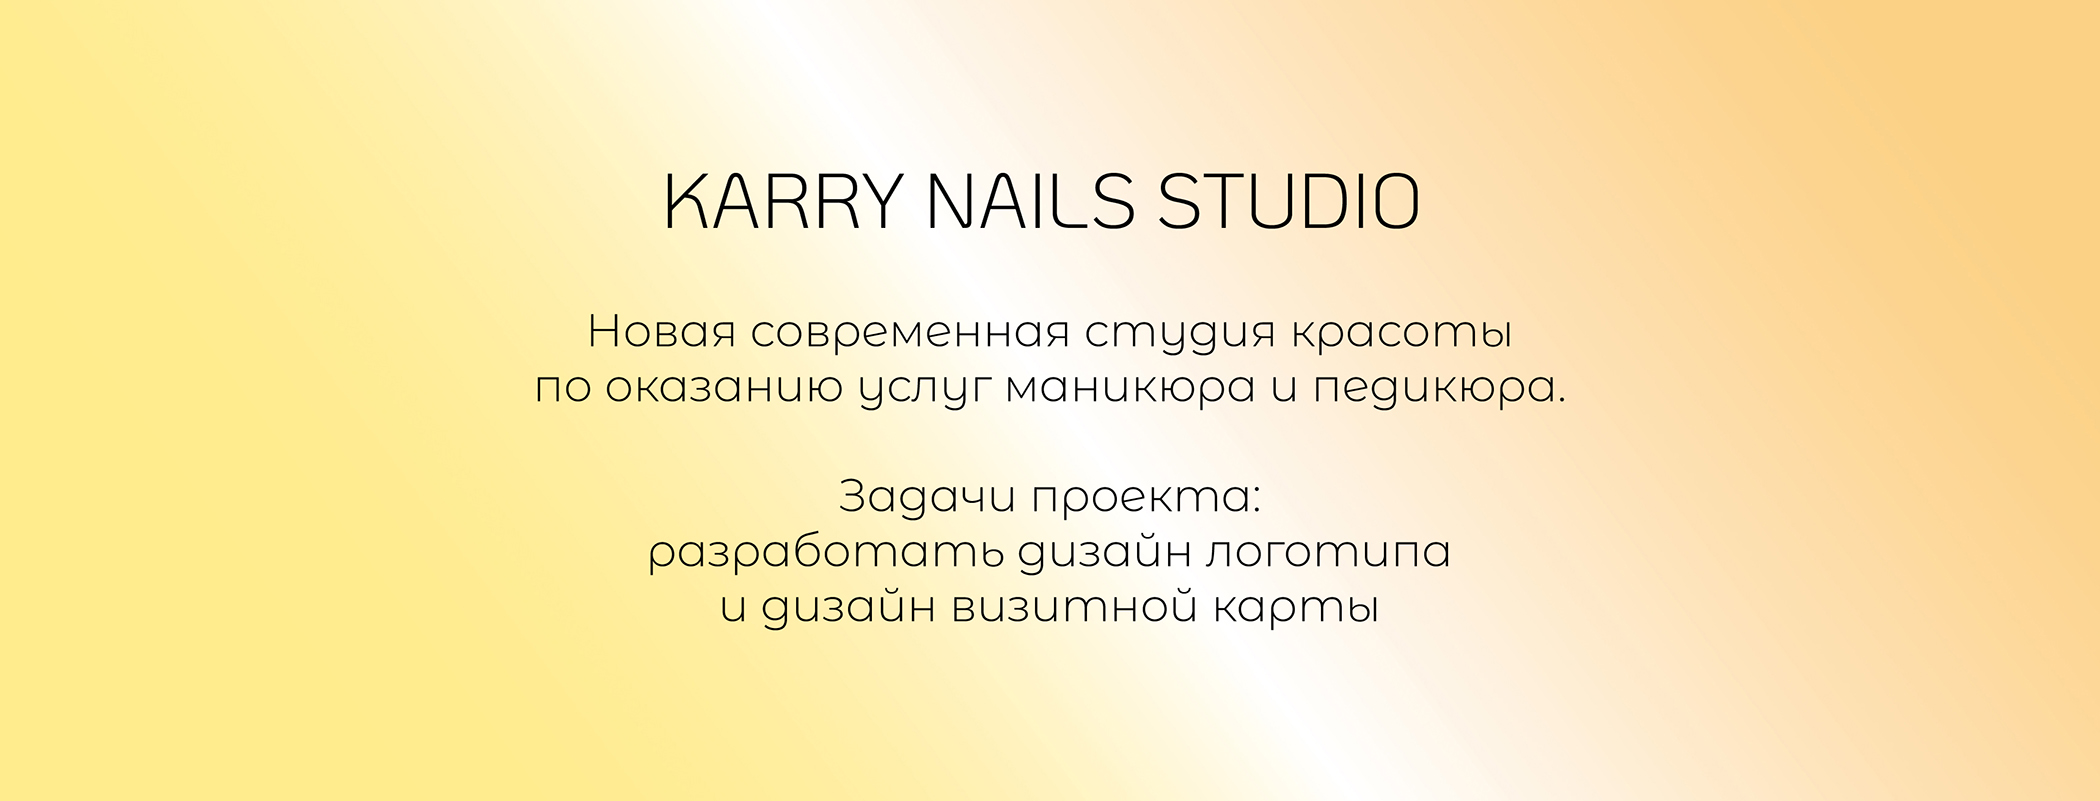 KARRY NAILS STUDIO
Новая современная студия красоты
по оказанию услуг маникюра и педикюра.
Задачи проекта:
разработать дизайн логотипа
и дизайн визитной карты